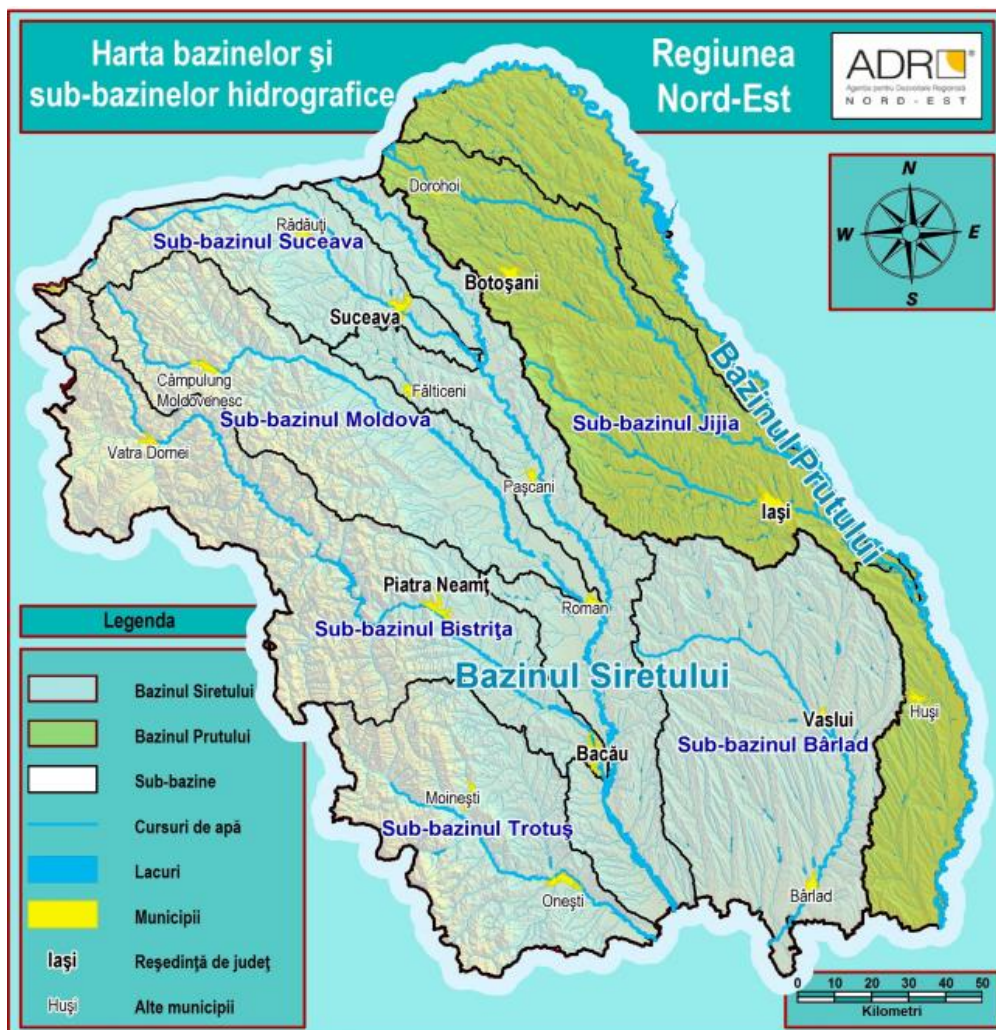 Harta bazinelor şi
sub-bazinelor hidrografice
Regiunea
Nord-Est
ADR
Agenţia pentru Dezvoltare Regională
NORD-EST
N
W
E
S
Dorohoi
Rădăuţi
Sub-bazinul Suceava
Botoşani
Suceava
Câmpulung
Moldovenesc
Fălticeni
Sub-bazinul Moldova
Sub-bazinul Jijia
Bazinul Prutului
Vatra Dornei
Paşcani
Iaşi
Piatra Neamţ
Roman
Sub-bazinul Bistriţa
Bazinul Siretului
Huşi
Vaslui
Sub-bazinul Bârlad
Bacău
Moineşti
Sub-bazinul Trotuş
Oneşti
Bârlad
Legenda
Bazinul Siretului
Bazinul Prutului
Sub-bazine
Cursuri de apă
Lacuri
Municipii
Iaşi Reşedinţă de judeţ
Huşi Alte municipii
0 10 20 30 40 50
Kilometri